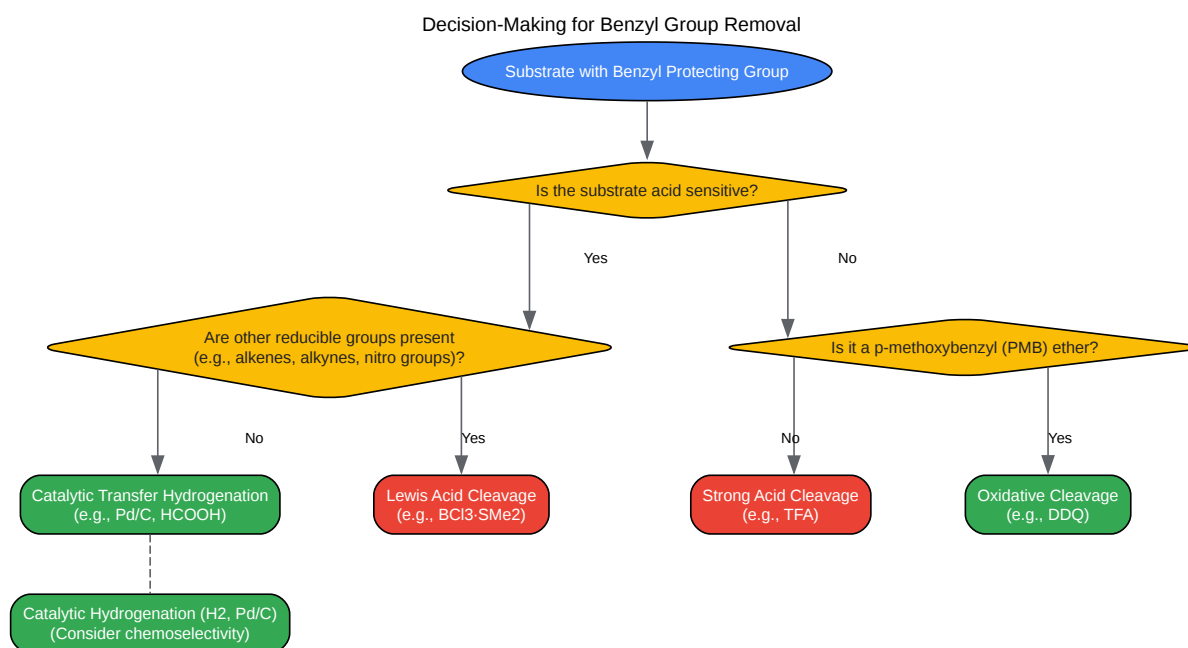 Decision-Making for Benzyl Group Removal
Substrate with Benzyl Protecting Group
Is the substrate acid sensitive?
Yes
No
Are other reducible groups present
(e.g., alkenes, alkynes, nitro groups)?
Is it a p-methoxybenzyl (PMB) ether?
No
Yes
No
Yes
Catalytic Transfer Hydrogenation
(e.g., Pd/C, HCOOH)
Lewis Acid Cleavage
(e.g., BCl3·SMe2)
Strong Acid Cleavage
(e.g., TFA)
Oxidative Cleavage
(e.g., DDQ)
Catalytic Hydrogenation (H2, Pd/C)
(Consider chemoselectivity)